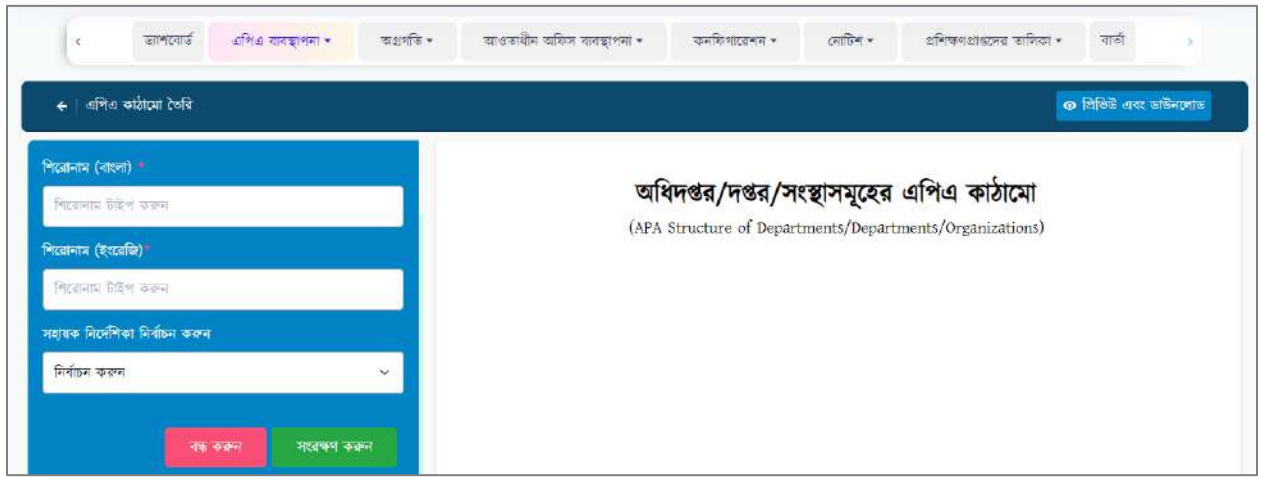 ড্যাশবোর্ড এপিএ ব্যবস্থাপনা অগ্রগতি আওতাধীন অফিস ব্যবস্থাপনা কনফিগারেশন নোটিশ প্রশিক্ষণপ্রাপ্তদের তালিকা বার্তা
এপিএ কাঠামো তৈরি
প্রিভিউ এবং ডাউনলোড
শিরোনাম (বাংলা) *
শিরোনাম টাইপ করুন
শিরোনাম (ইংরেজি)*
শিরোনাম টাইপ করুন
সহায়ক নির্দেশিকা নির্বাচন করুন
নির্বাচন করুন
বন্ধ করুন সংরক্ষণ করুন
অধিদপ্তর/দপ্তর/সংস্থাসমূহের এপিএ কাঠামো
(APA Structure of Departments/Departments/Organizations)